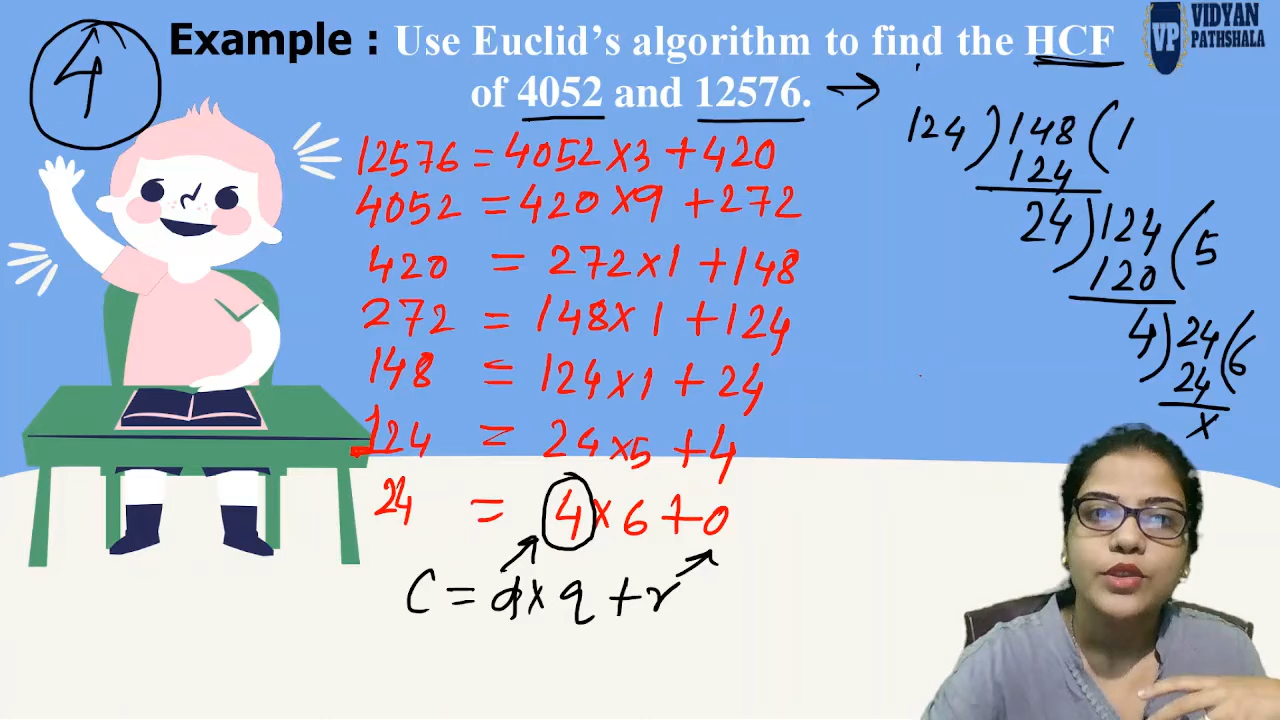 4
Example : Use Euclid's algorithm to find the HCF
of 4052 and 12576. →
VIDYAN
PATHSHALA
VP
12576 = 4052 × 3 + 420
4052 = 420 × 9 + 272
420 = 272 × 1 + 148
272 = 148 × 1 + 124
148 = 124 × 1 + 24
124 = 24 × 5 + 4
24 = 4 × 6 + 0
C = d × q + r
124 ) 148 ( 1
124
24 ) 124 ( 5
120
4 ) 24 ( 6
24
x